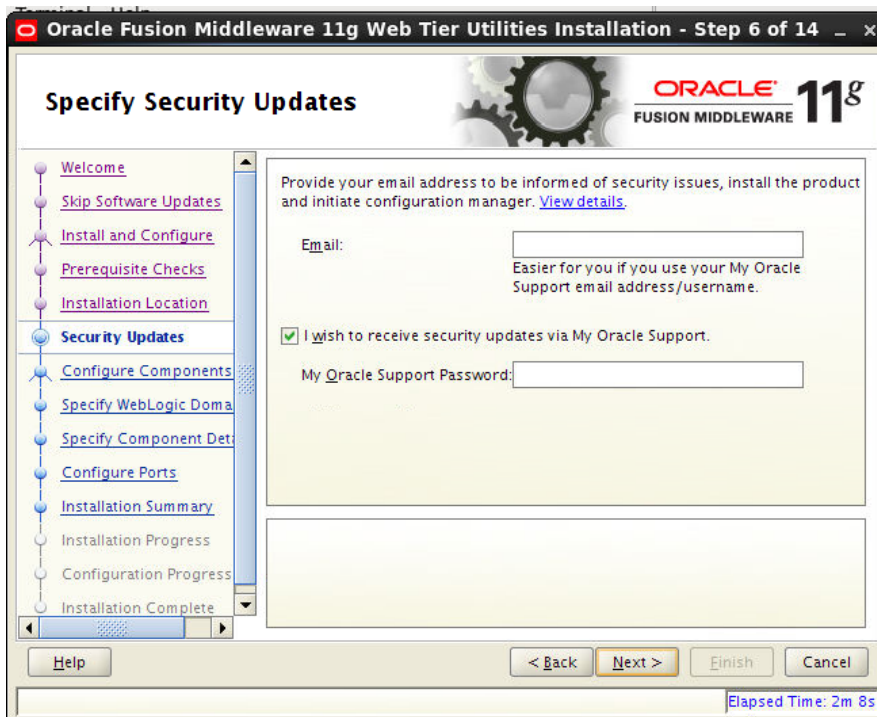 Terminal Help
Oracle Fusion Middleware 11g Web Tier Utilities Installation - Step 6 of 14
Specify Security Updates
ORACLE
FUSION MIDDLEWARE 11g
Welcome
Skip Software Updates
Install and Configure
Prerequisite Checks
Installation Location
Security Updates
Configure Components
Specify WebLogic Doma
Specify Component Deta
Configure Ports
Installation Summary
Installation Progress
Configuration Progress
Installation Complete
Provide your email address to be informed of security issues, install the product
and initiate configuration manager. View details.
Email:
Easier for you if you use your My Oracle
Support email address/username.
I wish to receive security updates via My Oracle Support.
My Oracle Support Password:
Help
< Back
Next >
Finish
Cancel
Elapsed Time: 2m 8s